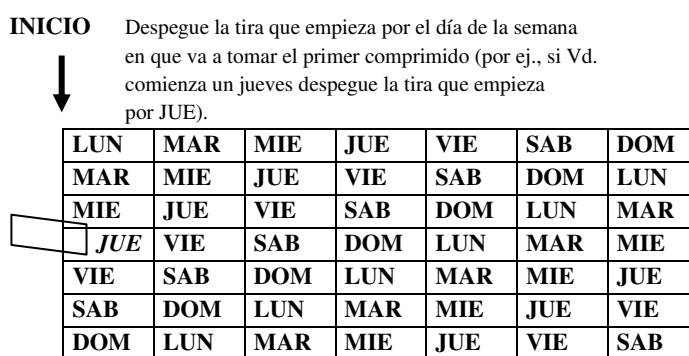 INICIO Despegue la tira que empieza por el día de la semana
en que va a tomar el primer comprimido (por ej., si Vd.
comienza un jueves despegue la tira que empieza
por JUE).
LUN MAR MIE JUE VIE SAB DOM
MAR MIE JUE VIE SAB DOM LUN
MIE JUE VIE SAB DOM LUN MAR
JUE VIE SAB DOM LUN MAR MIE
VIE SAB DOM LUN MAR MIE JUE
SAB DOM LUN MAR MIE JUE VIE
DOM LUN MAR MIE JUE VIE SAB